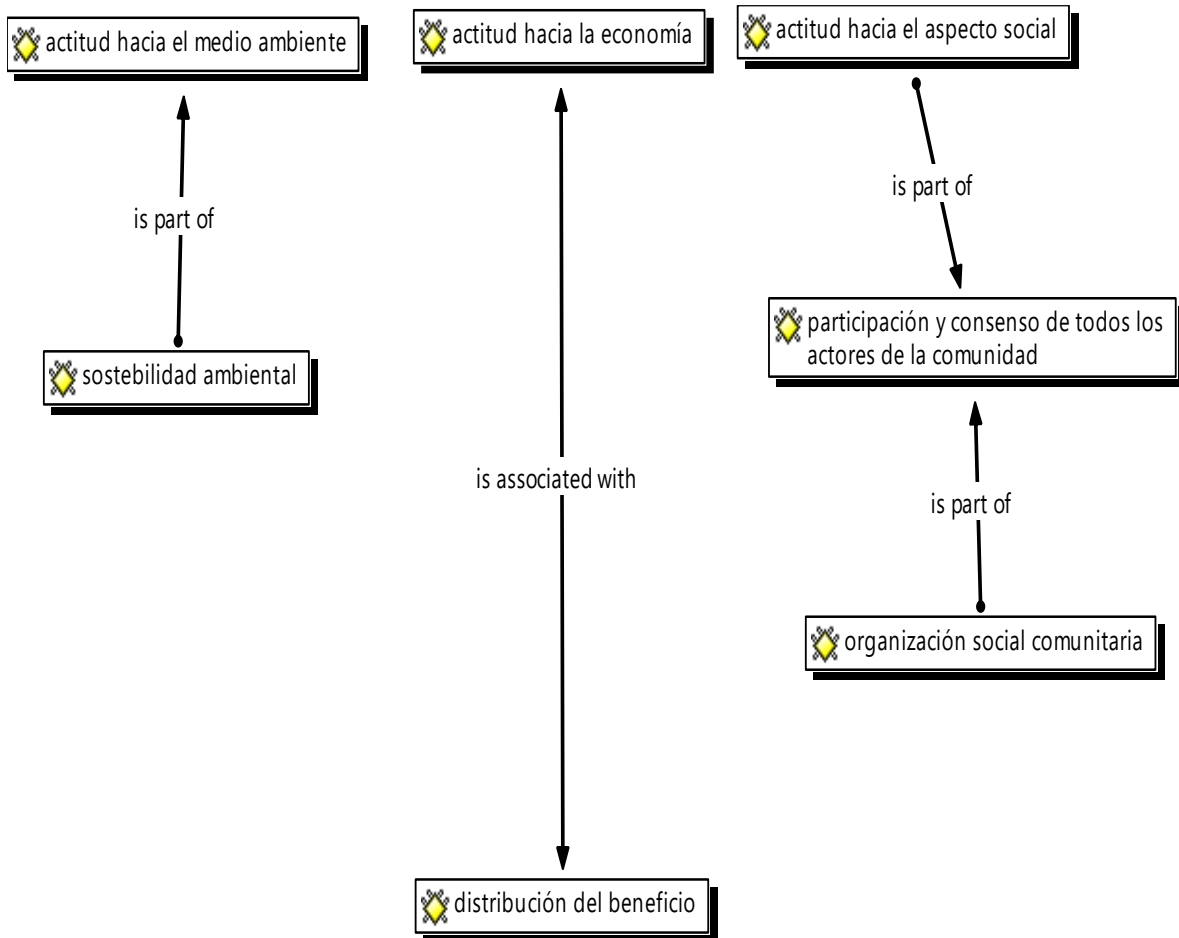 actitud hacia el medio ambiente
actitud hacia la economía
actitud hacia el aspecto social
is part of
is part of
participación y consenso de todos los
actores de la comunidad
sostebilidad ambiental
is associated with
is part of
organización social comunitaria
distribución del beneficio